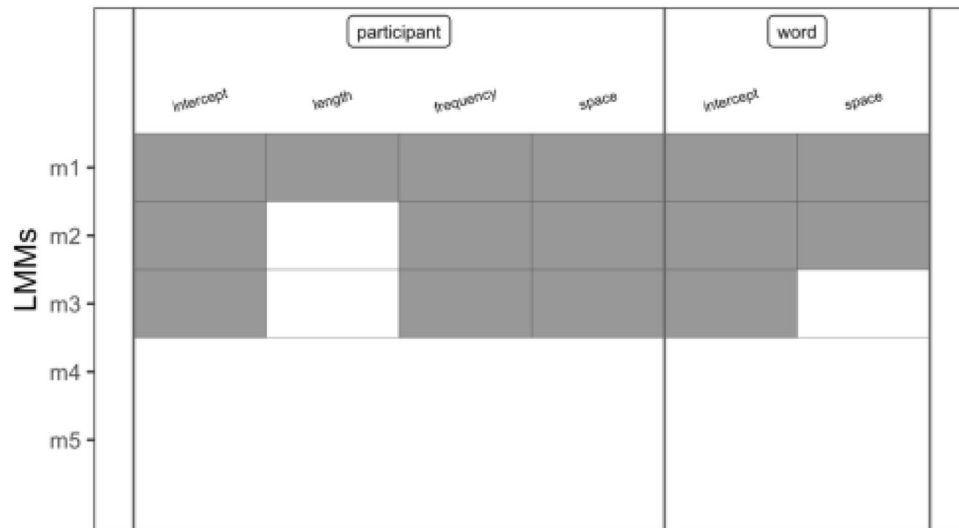 participant word
intercept length frequency space intercept space
LMMs
m1
m2
m3
m4
m5